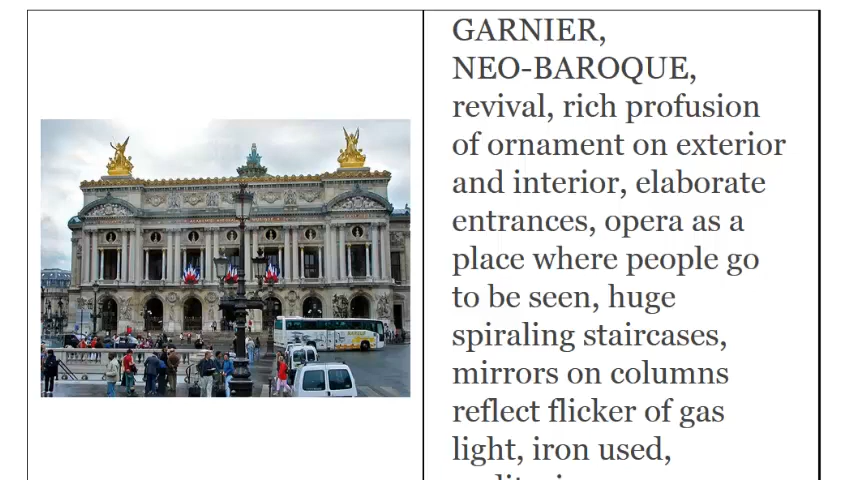 GARNIER,
NEO-BAROQUE,
revival, rich profusion
of ornament on exterior
and interior, elaborate
entrances, opera as a
place where people go
to be seen, huge
spiraling staircases,
mirrors on columns
reflect flicker of gas
light, iron used,